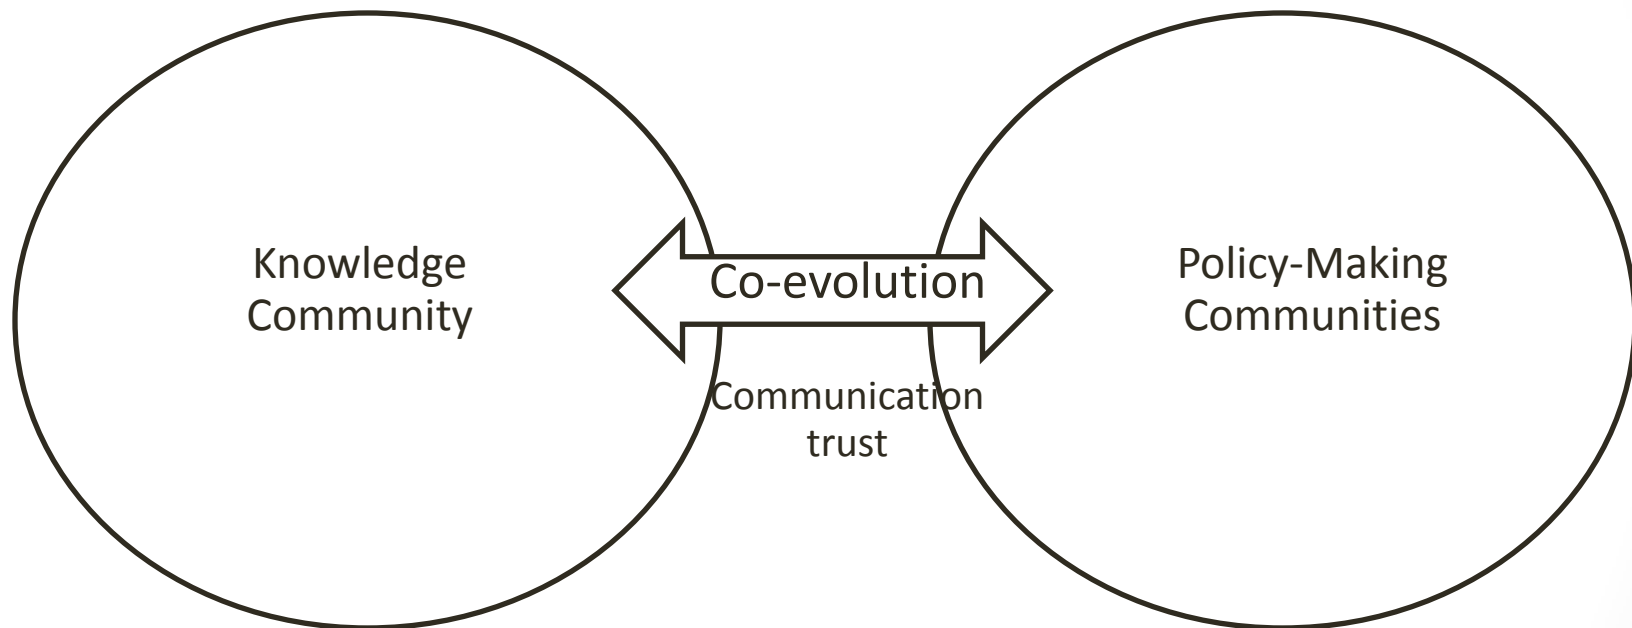 Knowledge
Community
Co-evolution
Communication
trust
Policy-Making
Communities